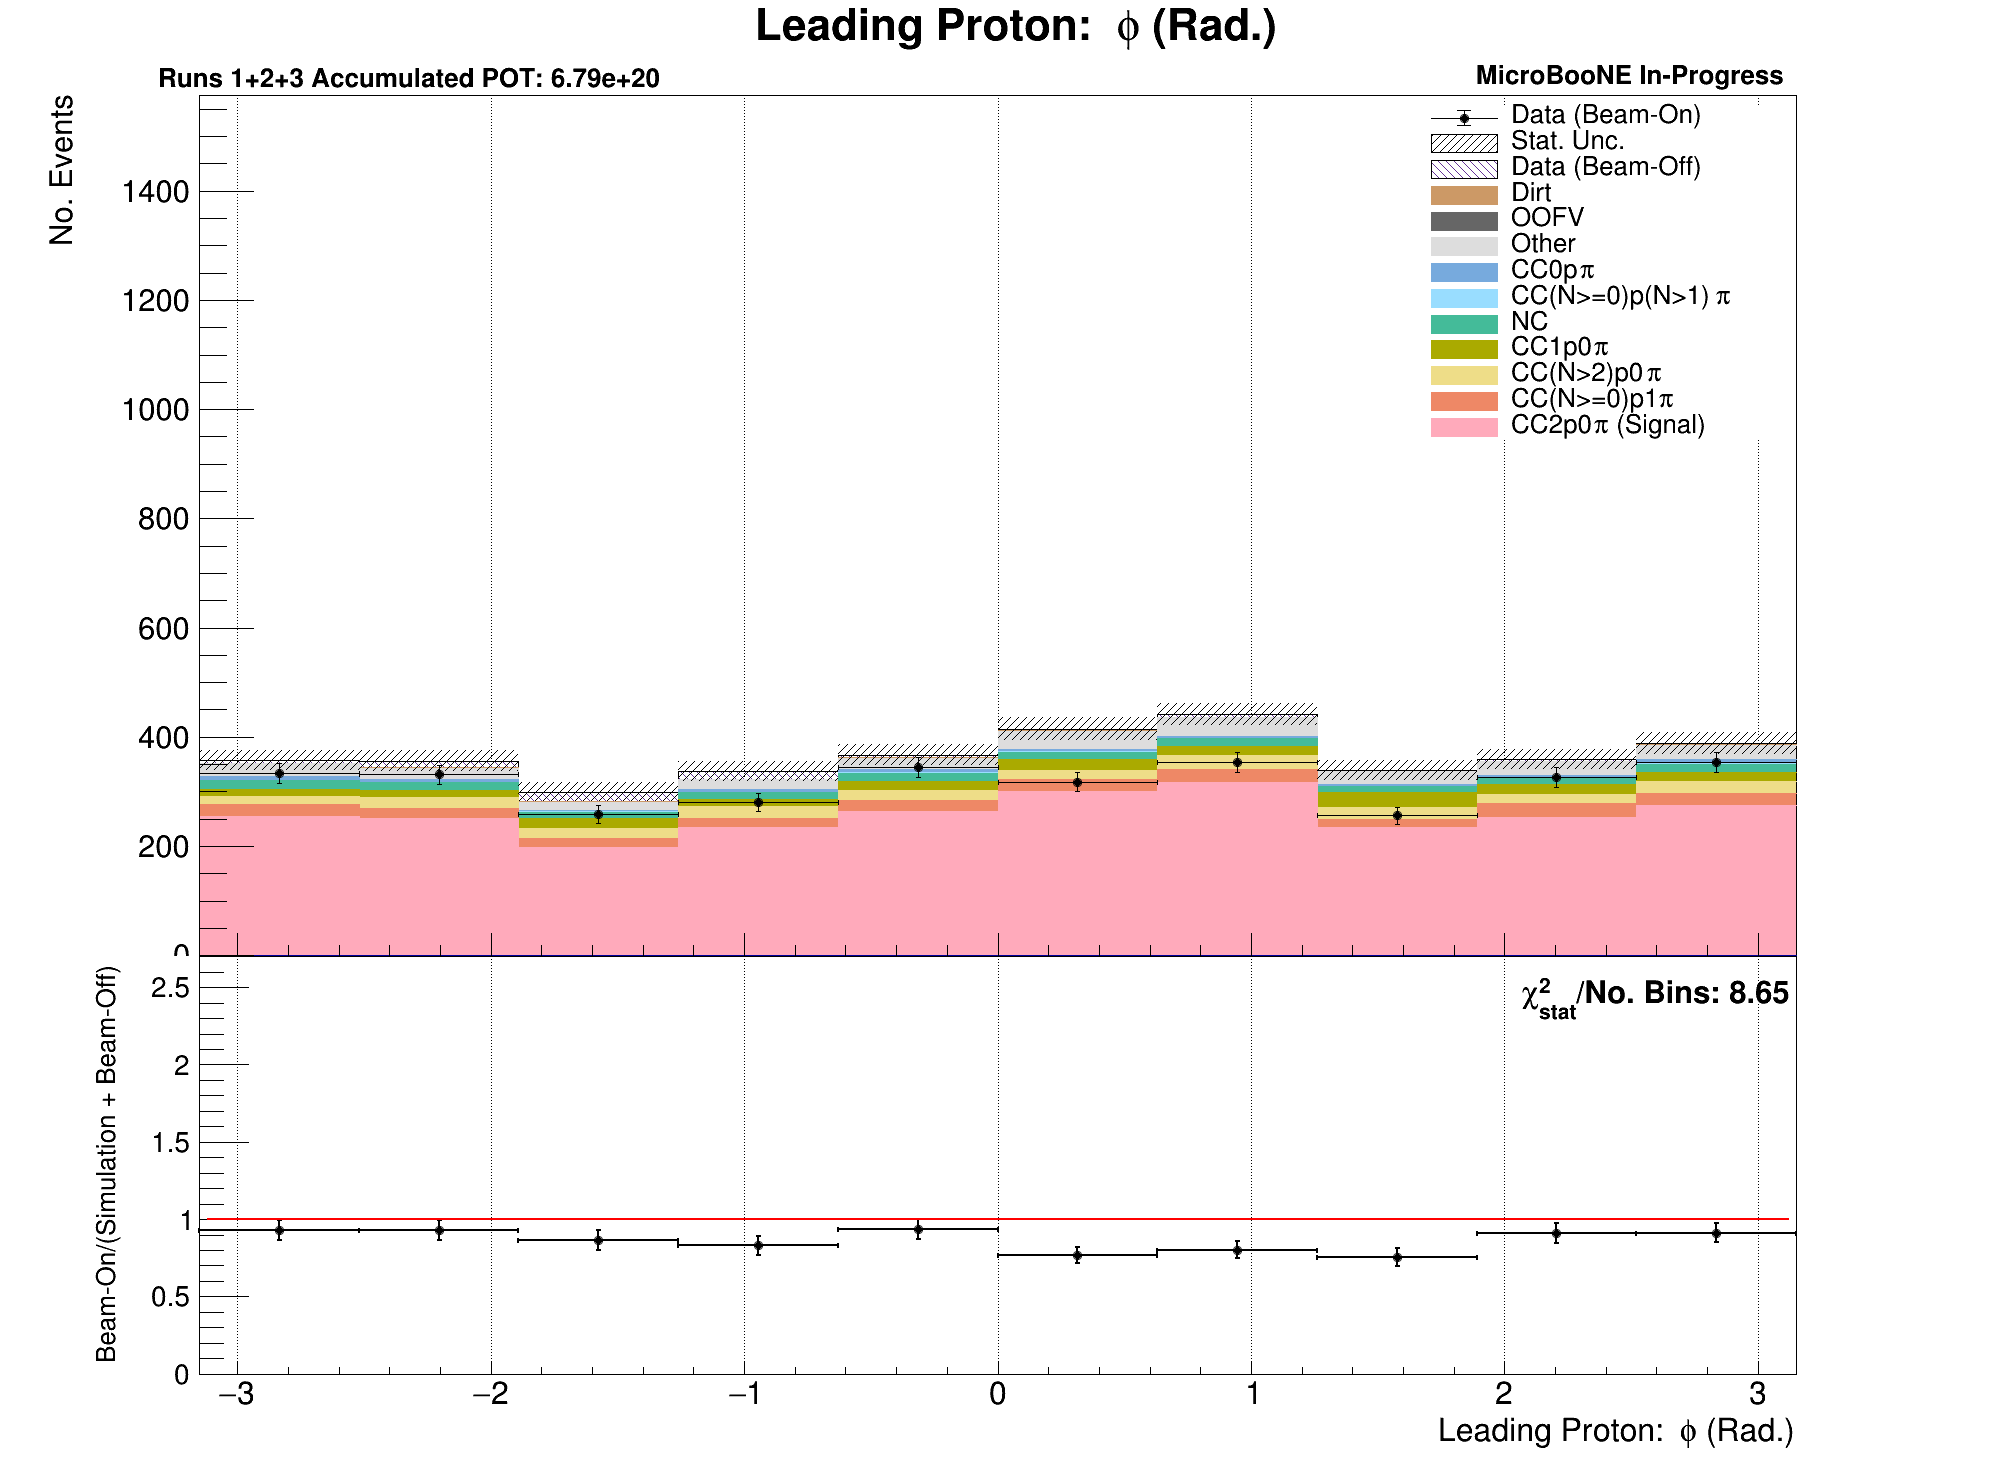 Leading Proton: ϕ (Rad.)
Runs 1+2+3 Accumulated POT: 6.79e+20
MicroBooNE In-Progress
No. Events
1400
1200
1000
800
600
400
200
0
Data (Beam-On)
Stat. Unc.
Data (Beam-Off)
Dirt
OOFV
Other
CC0pπ
CC(N>=0)p(N>1) π
NC
CC1p0π
CC(N>2)p0π
CC(N>=0)p1π
CC2p0π (Signal)
Beam-On/(Simulation + Beam-Off)
2.5
2
1.5
1
0.5
0
χ²stat/No. Bins: 8.65
−3 −2 −1 0 1 2 3
Leading Proton: ϕ (Rad.)